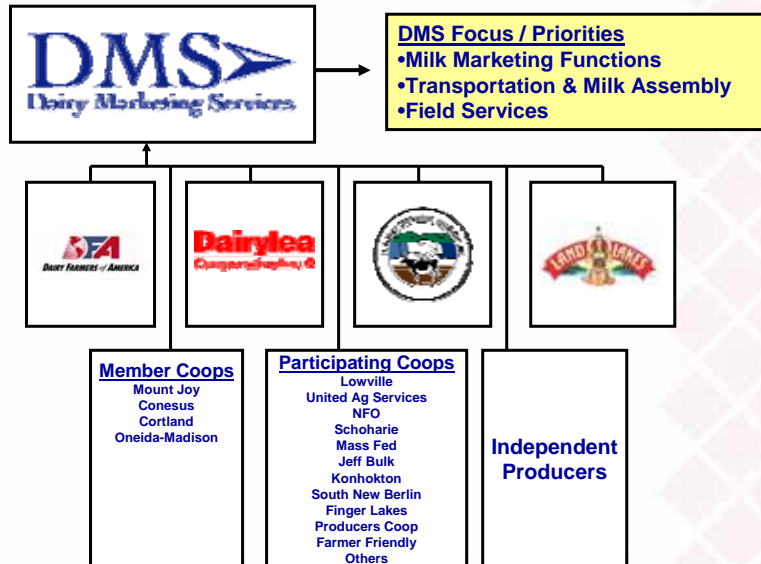 DMS
Dairy Marketing Services
DMS Focus / Priorities
•Milk Marketing Functions
•Transportation & Milk Assembly
•Field Services
DFA
DAIRY FARMERS of AMERICA
Dairylea
Cooperative
LAND O LAKES
Member Coops
Mount Joy
Conesus
Cortland
Oneida-Madison
Participating Coops
Lowville
United Ag Services
NFO
Schoharie
Mass Fed
Jeff Bulk
Konhokton
South New Berlin
Finger Lakes
Producers Coop
Farmer Friendly
Others
Independent
Producers